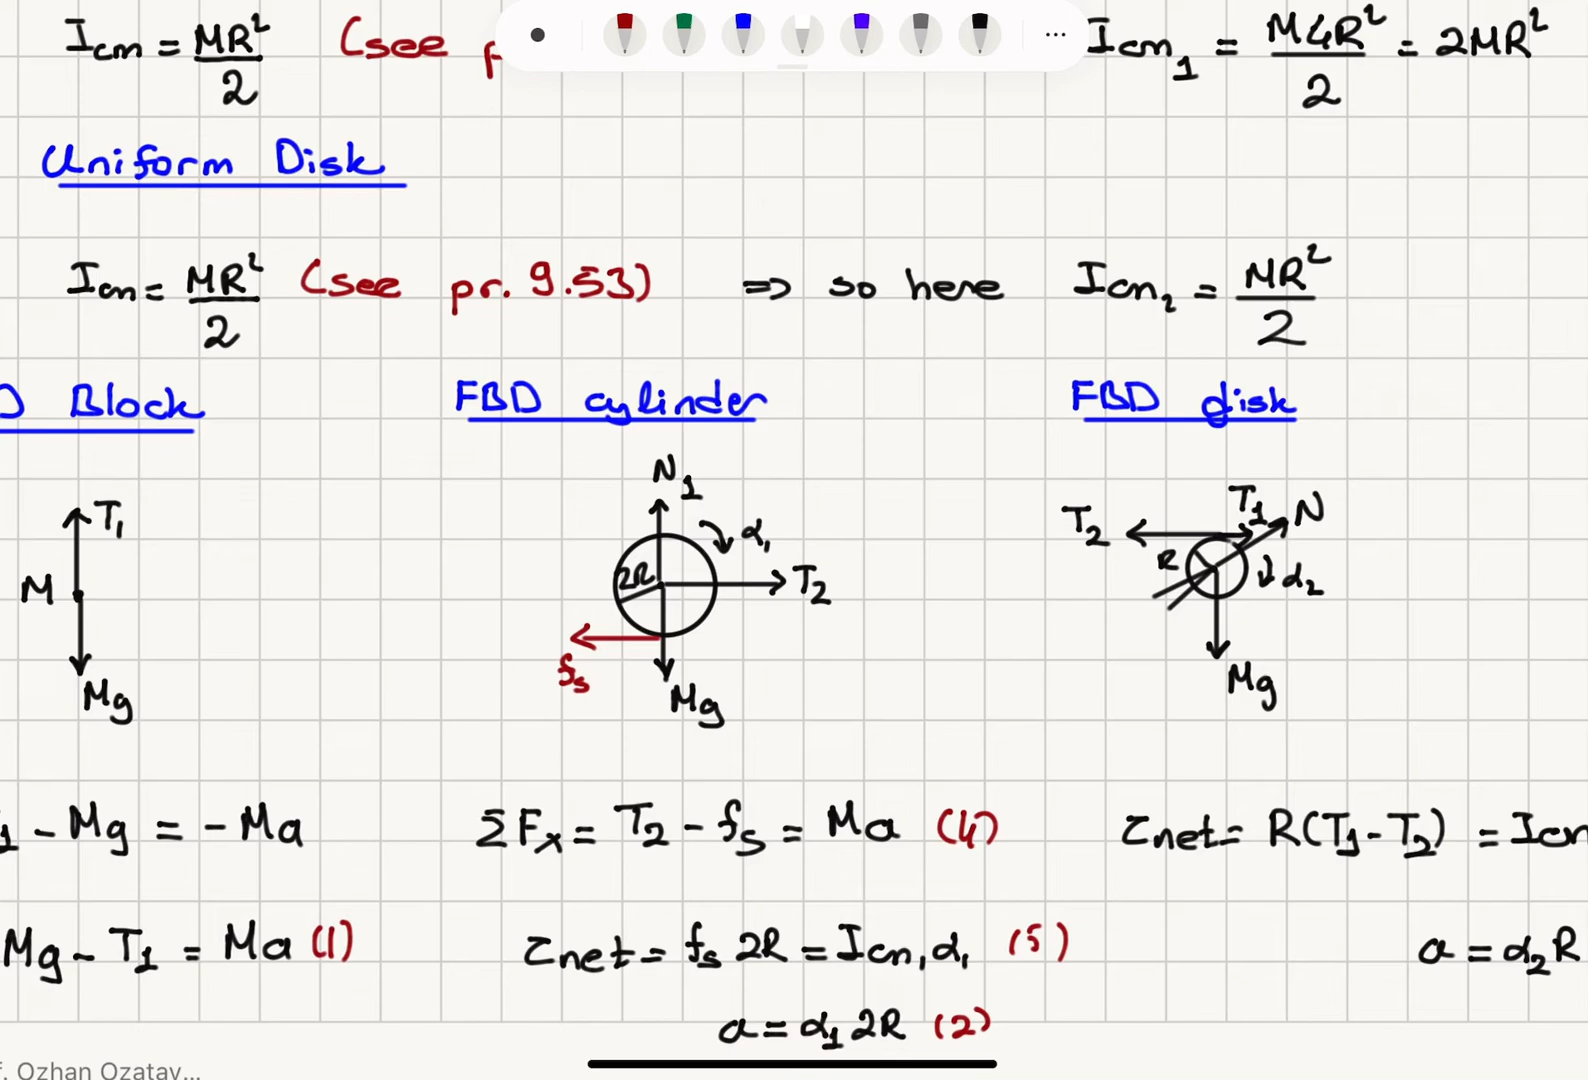 Icm = MR²/2 (see
Icm₁ = M4R²/2 = 2MR²
Uniform Disk
Icm = MR²/2 (see pr. 9.53) => so here Icm₂ = MR²/2
Block
FBD cylinder
FBD disk
T₁
M
Mg
N₁
α₁
2R
T₂
fs
Mg
T₂
T₁
N
R
α₂
Mg
- Mg = - Ma
ΣFx = T₂ - fs = Ma (4)
τnet = R(T₁ - T₂) = Icm
Mg - T₁ = Ma (1)
τnet = fs 2R = Icm₁ α₁ (5)
a = α₂R
a = α₁ 2R (2)
Ozhan Ozatay...